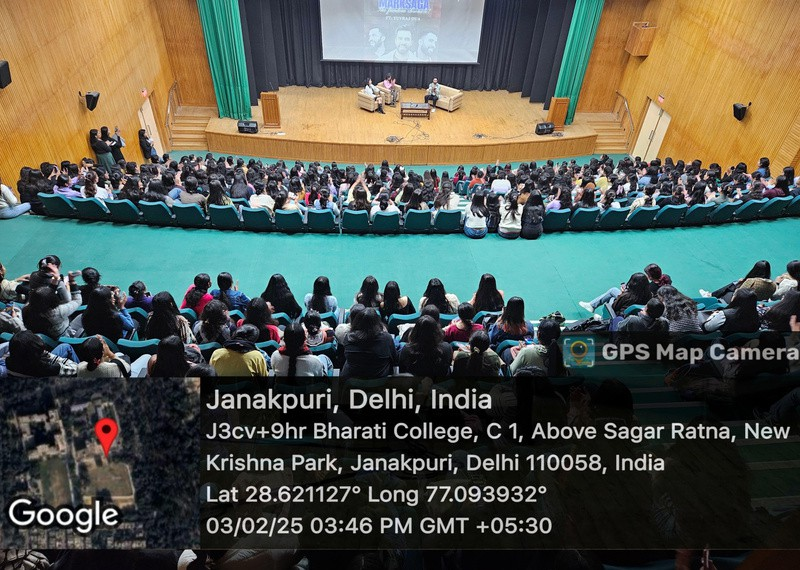 MAHASAGA
GPS Map Camera
Janakpuri, Delhi, India
J3cv+9hr Bharati College, C 1, Above Sagar Ratna, New
Krishna Park, Janakpuri, Delhi 110058, India
Lat 28.621127° Long 77.093932°
03/02/25 03:46 PM GMT +05:30
Google